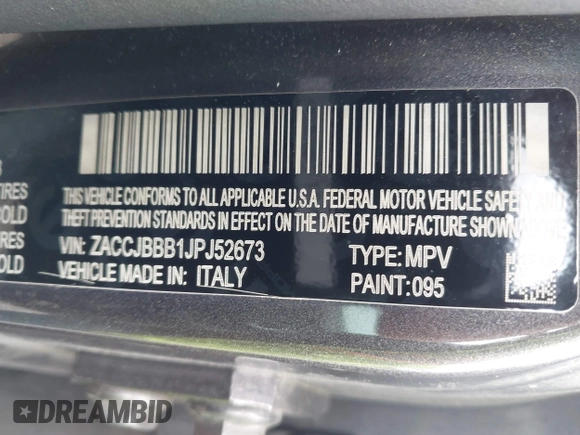 THIS VEHICLE CONFORMS TO ALL APPLICABLE U.S.A. FEDERAL MOTOR VEHICLE SAFETY AND
THEFT PREVENTION STANDARDS IN EFFECT ON THE DATE OF MANUFACTURE SHOWN
VIN: ZACCJBBB1JPJ52673 TYPE: MPV
VEHICLE MADE IN: ITALY PAINT: 095
DREAMBID